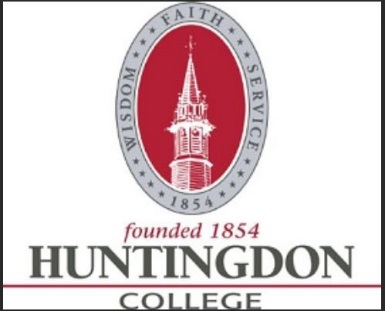 WISDOM FAITH SERVICE
1854
founded 1854
HUNTINGDON
COLLEGE